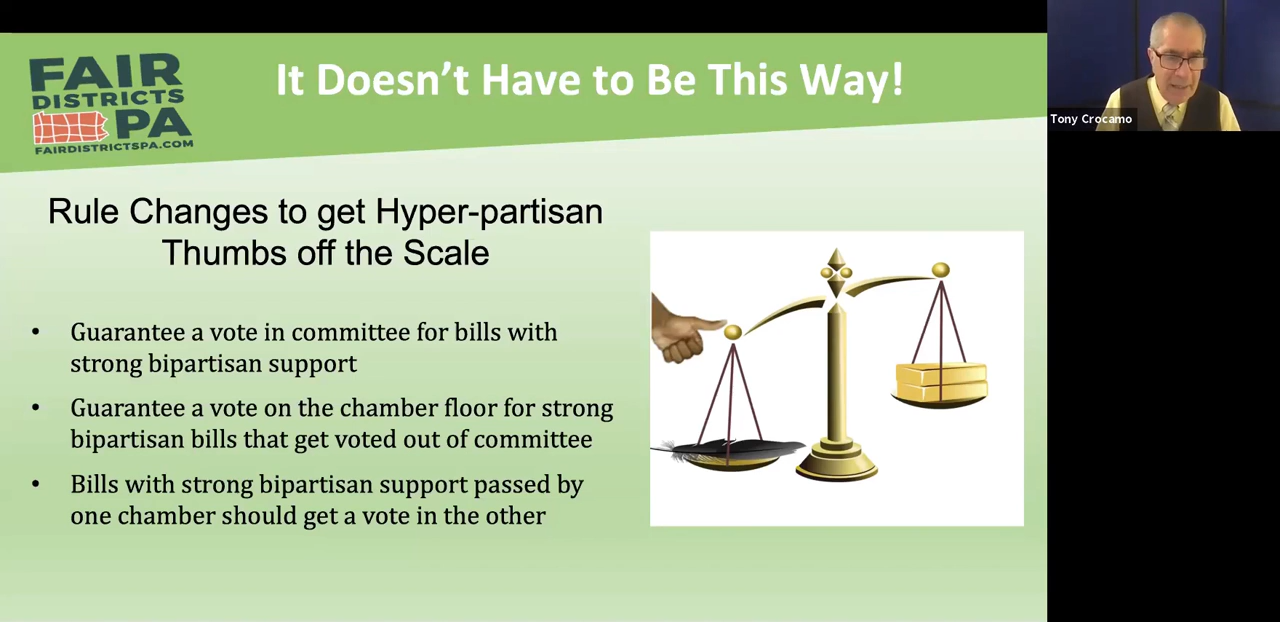 FAIR
DISTRICTS
PA
FAIRDISTRICTSPA.COM
It Doesn't Have to Be This Way!
Tony Crocamo
Rule Changes to get Hyper-partisan
Thumbs off the Scale
• Guarantee a vote in committee for bills with
strong bipartisan support
• Guarantee a vote on the chamber floor for strong
bipartisan bills that get voted out of committee
• Bills with strong bipartisan support passed by
one chamber should get a vote in the other